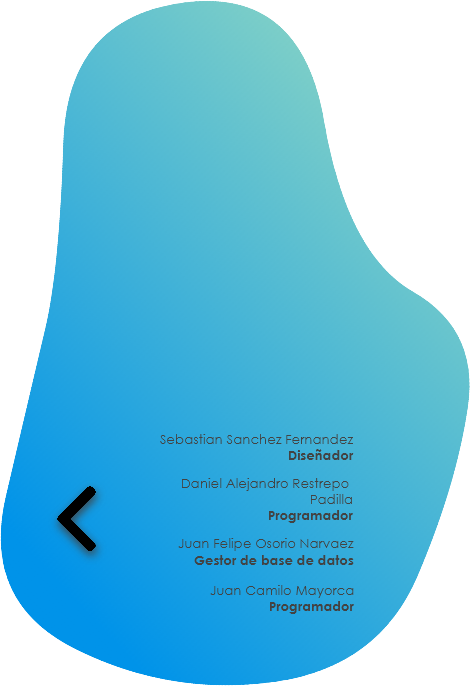 Sebastian Sanchez Fernandez
Diseñador
Daniel Alejandro Restrepo
Padilla
Programador
Juan Felipe Osorio Narvaez
Gestor de base de datos
Juan Camilo Mayorca
Programador